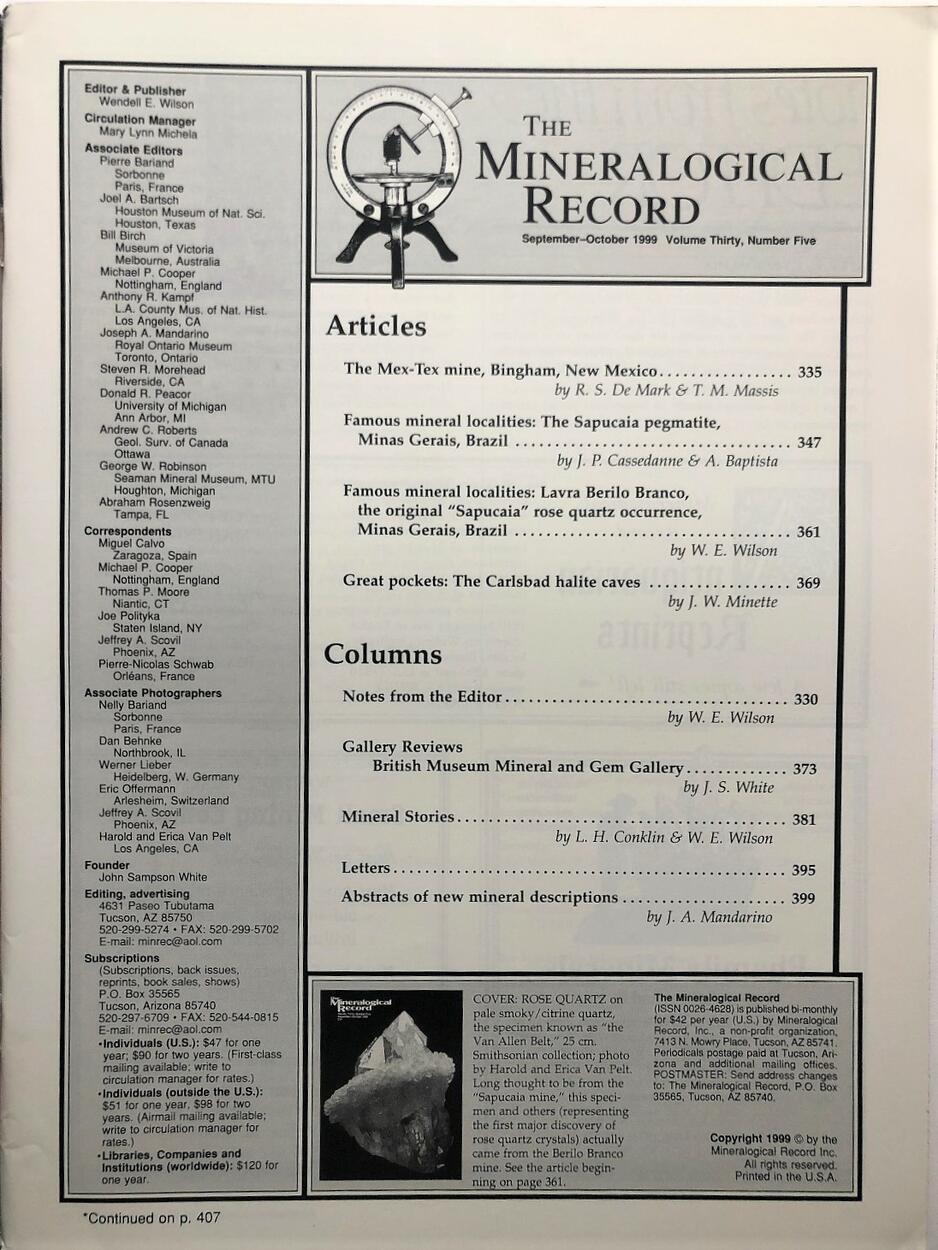 Editor & Publisher
Wendell E. Wilson
Circulation Manager
Mary Lynn Michela
Associate Editors
Pierre Bariand
Sorbonne
Paris, France
Joel A. Bartsch
Houston Museum of Nat. Sci.
Houston, Texas
Bill Birch
Museum of Victoria
Melbourne, Australia
Michael P. Cooper
Nottingham, England
Anthony R. Kampf
L.A. County Mus. of Nat. Hist.
Los Angeles, CA
Joseph A. Mandarino
Royal Ontario Museum
Toronto, Ontario
Steven R. Morehead
Riverside, CA
Donald R. Peacor
University of Michigan
Ann Arbor, MI
Andrew C. Roberts
Geol. Surv. of Canada
Ottawa
George W. Robinson
Seaman Mineral Museum, MTU
Houghton, Michigan
Abraham Rosenzweig
Tampa, FL
Correspondents
Miguel Calvo
Zaragoza, Spain
Michael P. Cooper
Nottingham, England
Thomas P. Moore
Niantic, CT
Joe Polityka
Staten Island, NY
Jeffrey A. Scovil
Phoenix, AZ
Pierre-Nicolas Schwab
Orléans, France
Associate Photographers
Nelly Bariand
Sorbonne
Paris, France
Dan Behnke
Northbrook, IL
Werner Lieber
Heidelberg, W. Germany
Eric Offermann
Arlesheim, Switzerland
Jeffrey A. Scovil
Phoenix, AZ
Harold and Erica Van Pelt
Los Angeles, CA
Founder
John Sampson White
Editing, advertising
4631 Paseo Tubutama
Tucson, AZ 85750
520-299-5274 • FAX: 520-299-5702
E-mail: minrec@aol.com
Subscriptions
(Subscriptions, back issues,
reprints, book sales, shows)
P.O. Box 35565
Tucson, Arizona 85740
520-297-6709 • FAX: 520-544-0815
E-mail: minrec@aol.com
•Individuals (U.S.): $47 for one
year; $90 for two years. (First-class
mailing available; write to
circulation manager for rates.)
•Individuals (outside the U.S.):
$51 for one year, $98 for two
years. (Airmail mailing available;
write to circulation manager for
rates.)
•Libraries, Companies and
Institutions (worldwide): $120 for
one year.
*Continued on p. 407
THE
MINERALOGICAL
RECORD
September–October 1999 Volume Thirty, Number Five
Articles
The Mex-Tex mine, Bingham, New Mexico................. 335
by R. S. De Mark & T. M. Massis
Famous mineral localities: The Sapucaia pegmatite,
Minas Gerais, Brazil ................................... 347
by J. P. Cassedanne & A. Baptista
Famous mineral localities: Lavra Berilo Branco,
the original “Sapucaia” rose quartz occurrence,
Minas Gerais, Brazil ................................... 361
by W. E. Wilson
Great pockets: The Carlsbad halite caves .................. 369
by J. W. Minette
Columns
Notes from the Editor..................................... 330
by W. E. Wilson
Gallery Reviews
British Museum Mineral and Gem Gallery............. 373
by J. S. White
Mineral Stories........................................... 381
by L. H. Conklin & W. E. Wilson
Letters................................................... 395
Abstracts of new mineral descriptions ..................... 399
by J. A. Mandarino
Mineralogical
Record
COVER: ROSE QUARTZ on
pale smoky/citrine quartz,
the specimen known as “the
Van Allen Belt,” 25 cm.
Smithsonian collection; photo
by Harold and Erica Van Pelt.
Long thought to be from the
“Sapucaia mine,” this speci-
men and others (representing
the first major discovery of
rose quartz crystals) actually
came from the Berilo Branco
mine. See the article begin-
ning on page 361.
The Mineralogical Record
(ISSN 0026-4628) is published bi-monthly
for $42 per year (U.S.) by Mineralogical
Record, Inc., a non-profit organization,
7413 N. Mowry Place, Tucson, AZ 85741.
Periodicals postage paid at Tucson, Ari-
zona and additional mailing offices.
POSTMASTER: Send address changes
to: The Mineralogical Record, P.O. Box
35565, Tucson, AZ 85740.
Copyright 1999 © by the
Mineralogical Record Inc.
All rights reserved.
Printed in the U.S.A.